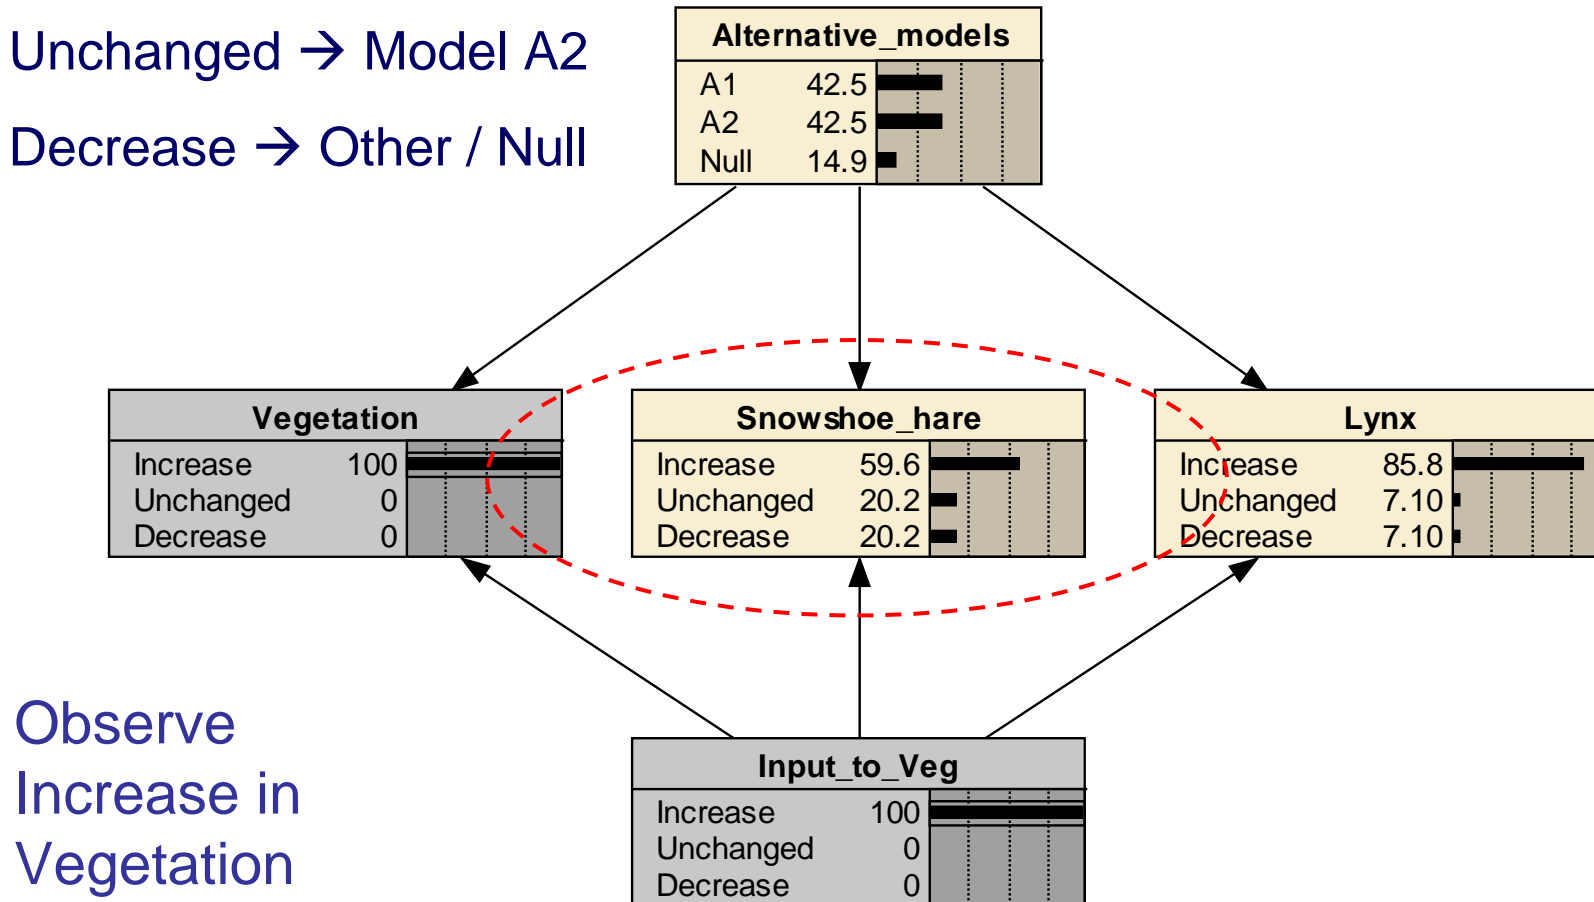 Unchanged → Model A2
Decrease → Other / Null
Alternative_models
A1 42.5
A2 42.5
Null 14.9
Vegetation
Increase 100
Unchanged 0
Decrease 0
Snowshoe_hare
Increase 59.6
Unchanged 20.2
Decrease 20.2
Lynx
Increase 85.8
Unchanged 7.10
Decrease 7.10
Observe
Increase in
Vegetation
Input_to_Veg
Increase 100
Unchanged 0
Decrease 0